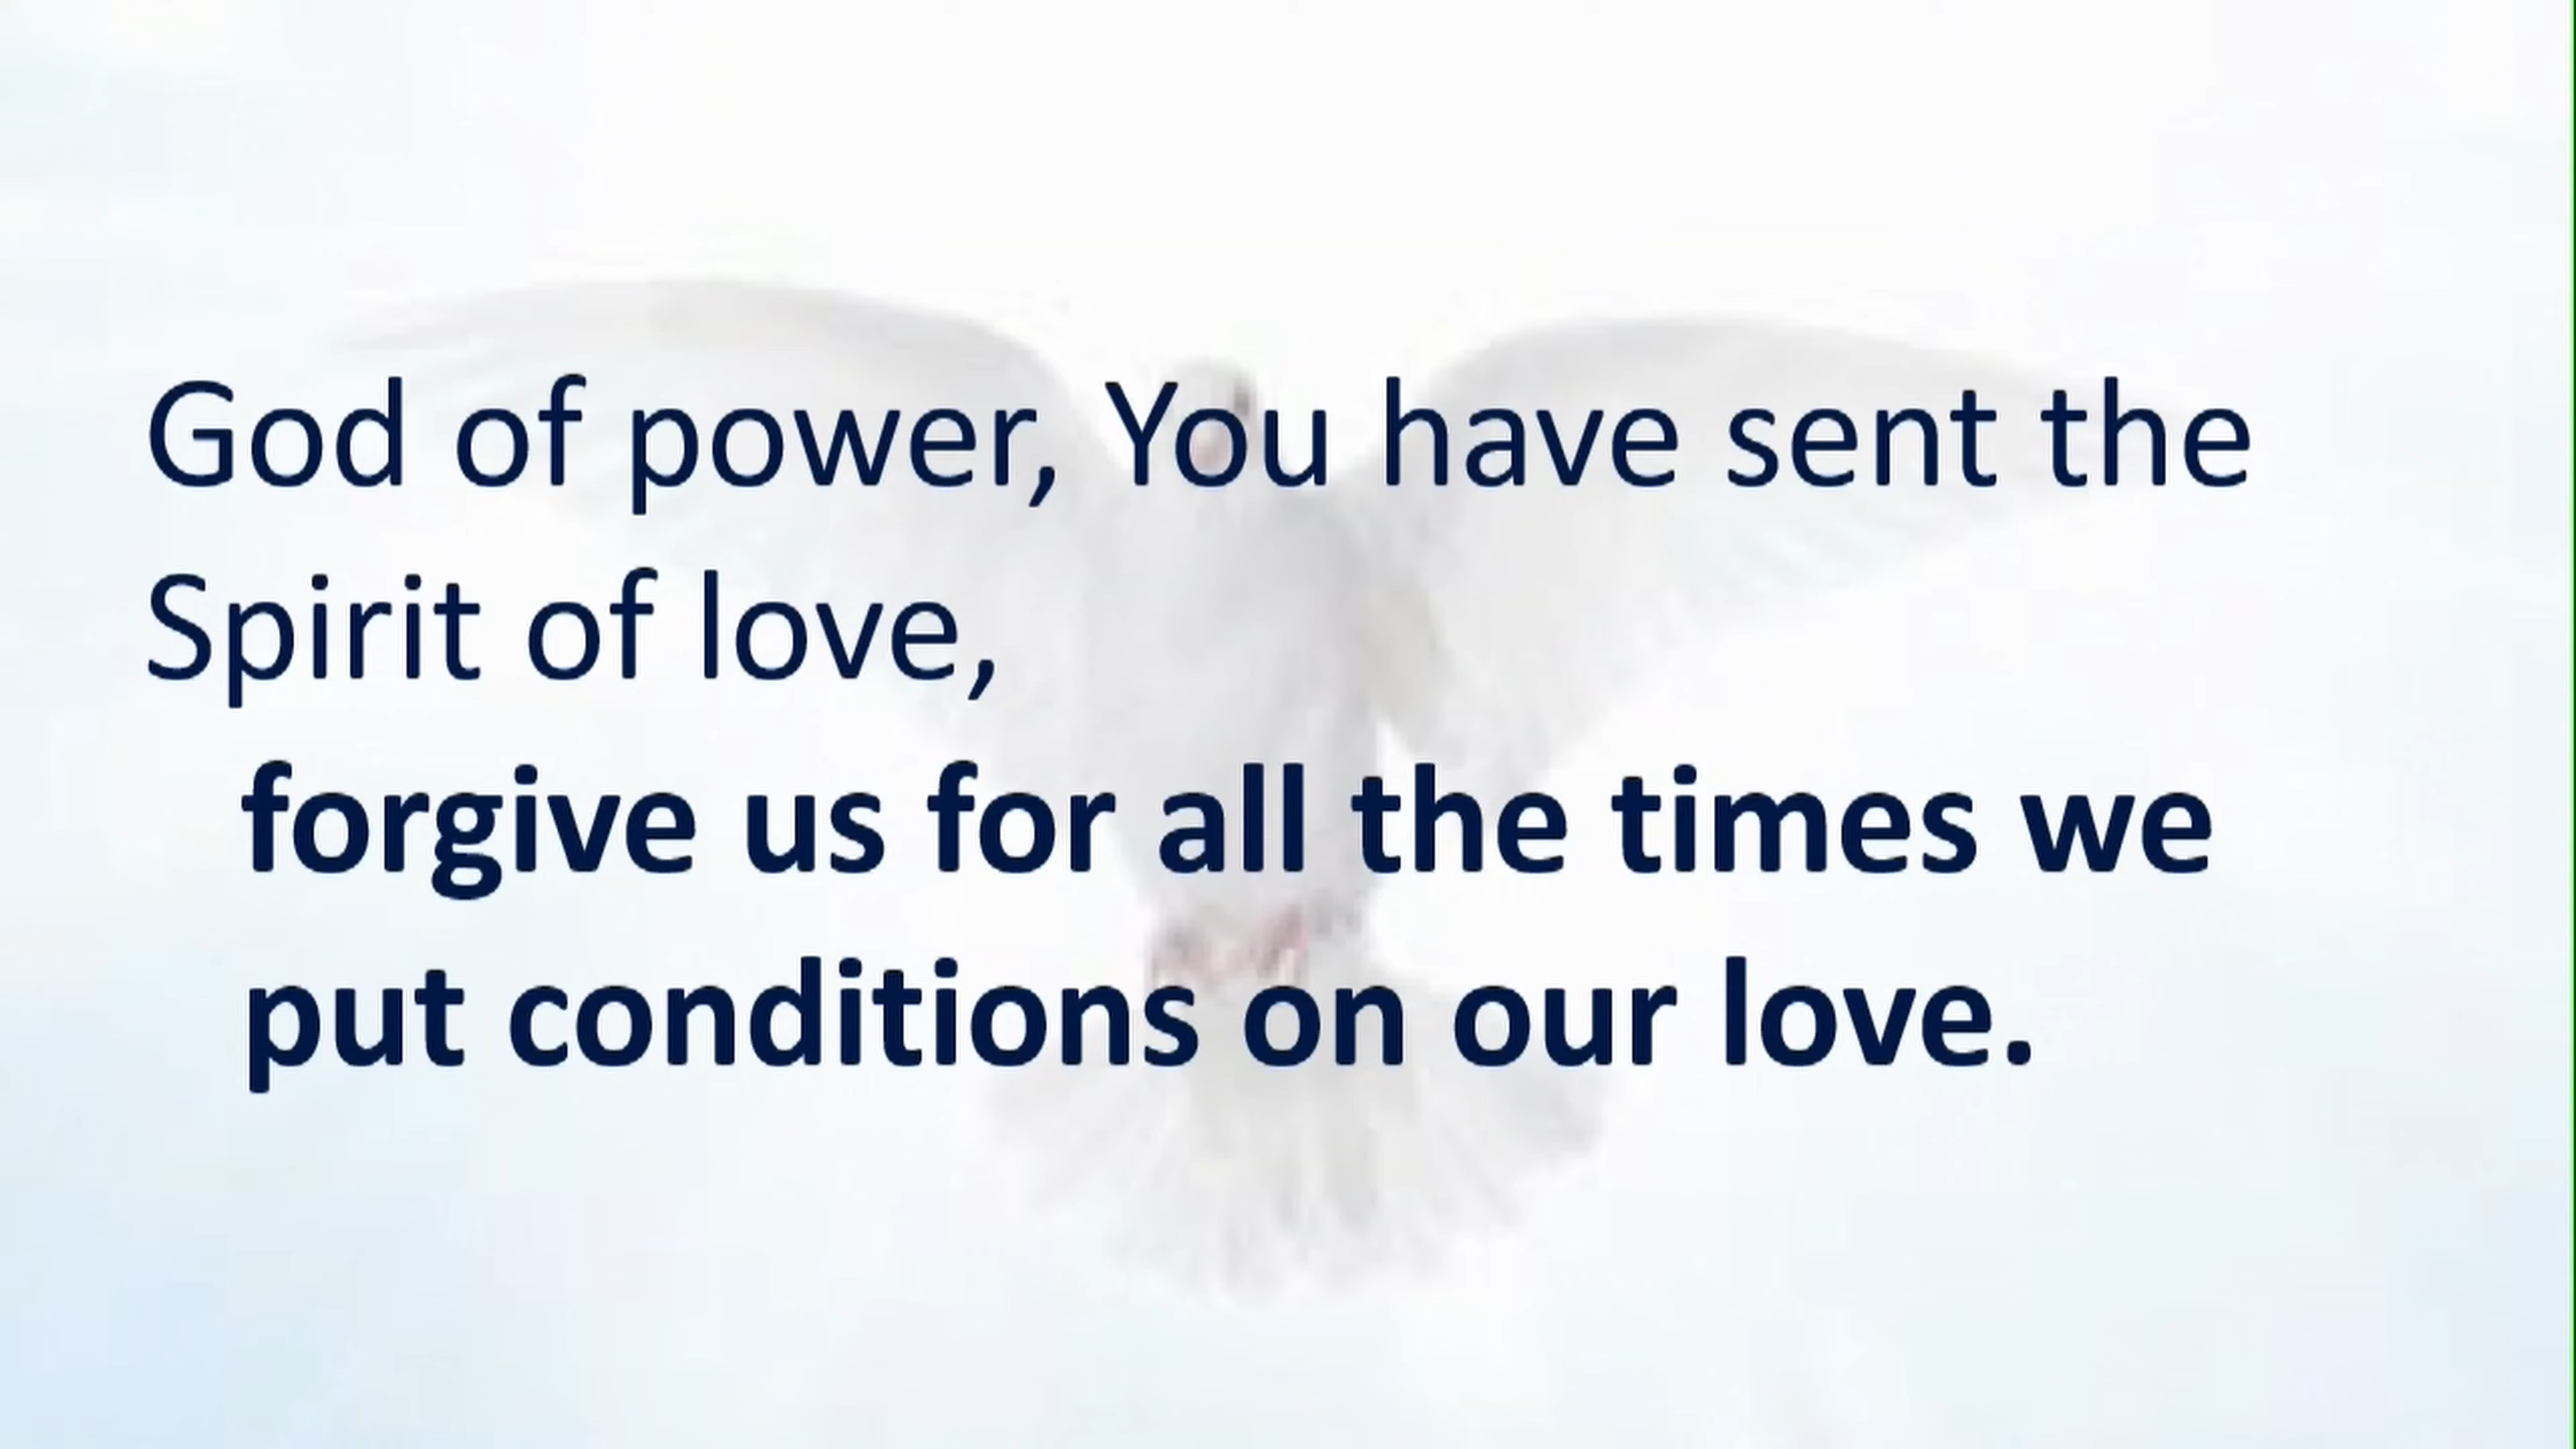 God of power, You have sent the
Spirit of love,
forgive us for all the times we
put conditions on our love.